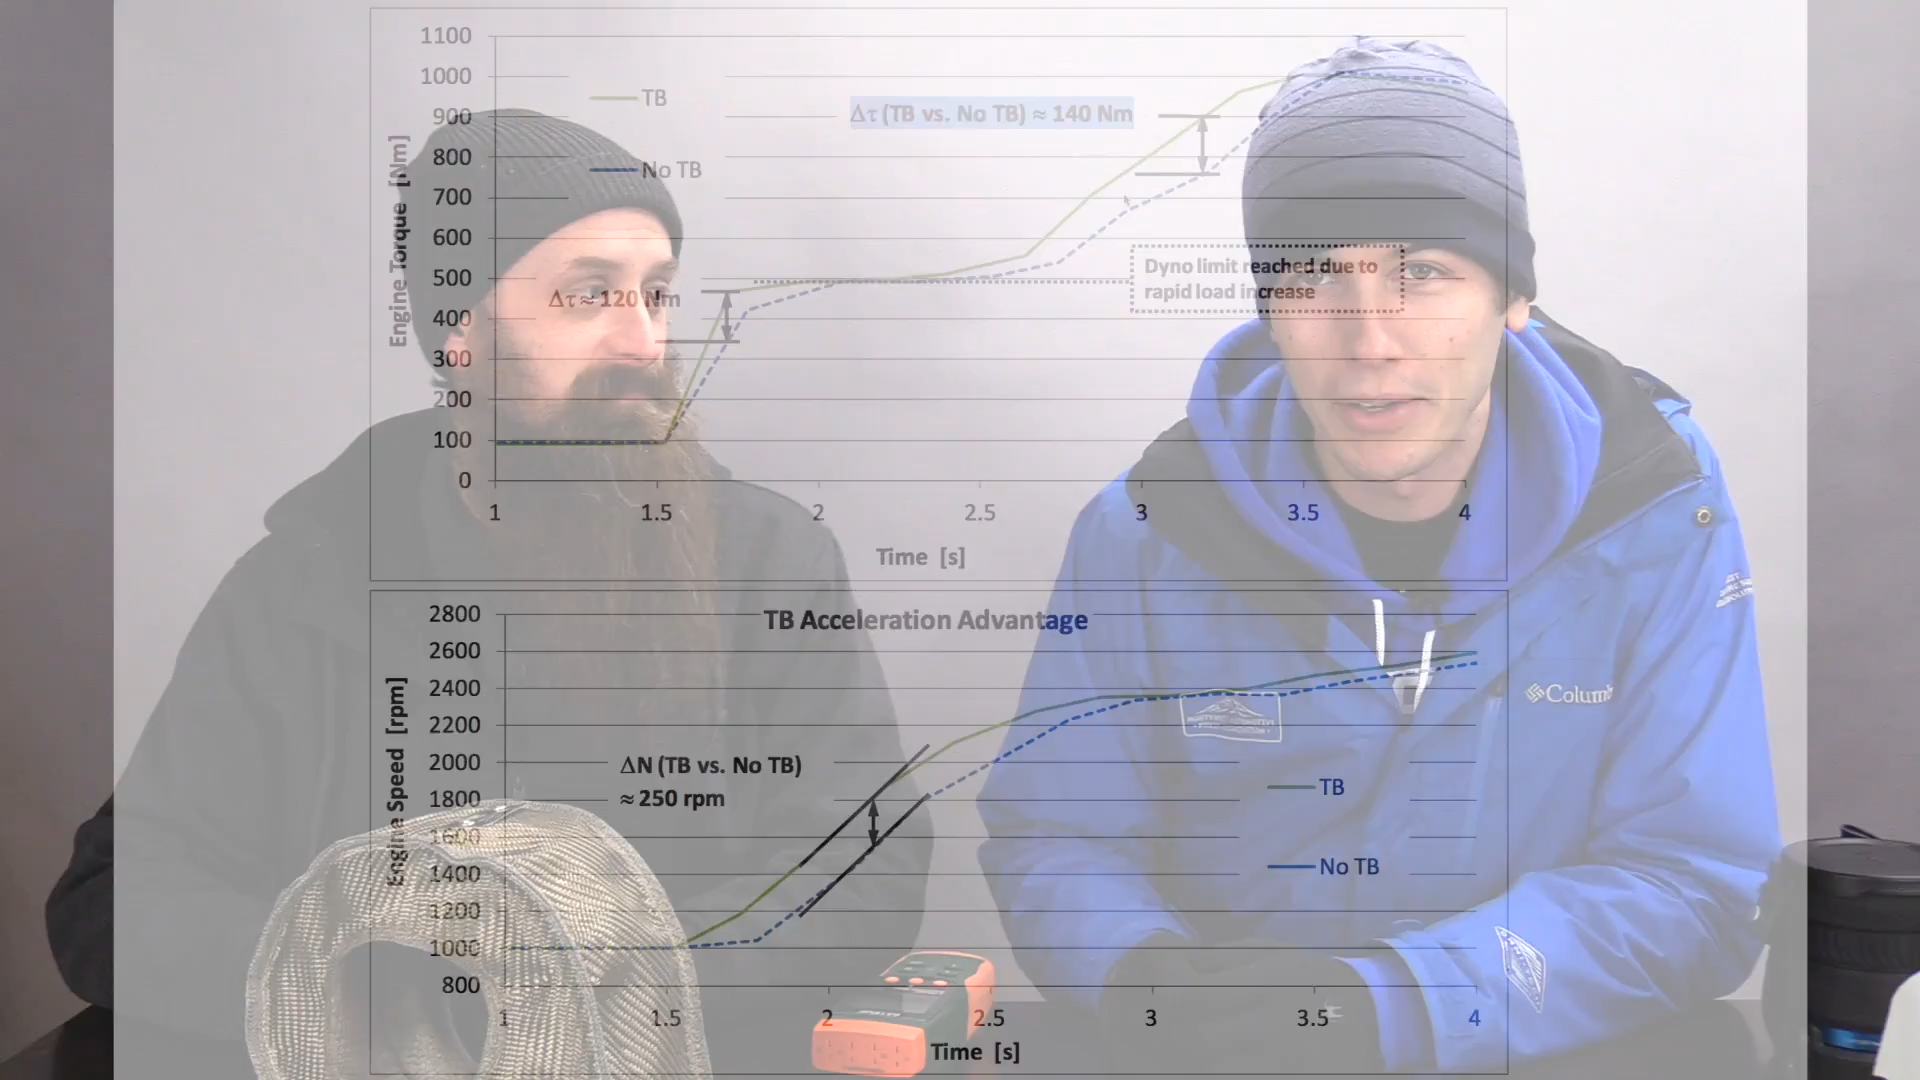 1100
1000
900
800
700
600
500
400
300
200
100
0
Engine Torque [Nm]
TB
No TB
Δτ (TB vs. No TB) ≈ 140 Nm
Δτ ≈ 120 Nm
Dyno limit reached due to
rapid load increase
1 1.5 2 2.5 3 3.5 4
Time [s]
TB Acceleration Advantage
2800
2600
2400
2200
2000
1800
1600
1400
1200
1000
800
Engine Speed [rpm]
ΔN (TB vs. No TB)
≈ 250 rpm
TB
No TB
1 1.5 2 2.5 3 3.5 4
Time [s]
Colum